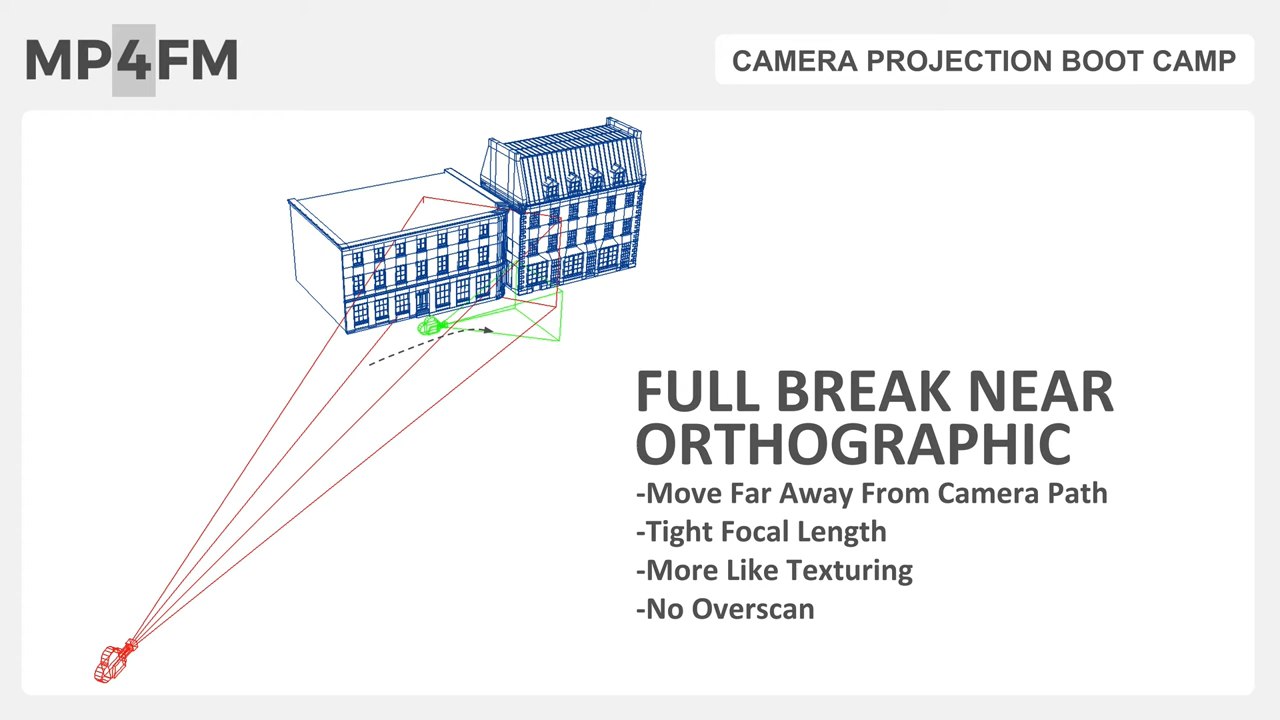 MP4FM
CAMERA PROJECTION BOOT CAMP
FULL BREAK NEAR
ORTHOGRAPHIC
-Move Far Away From Camera Path
-Tight Focal Length
-More Like Texturing
-No Overscan